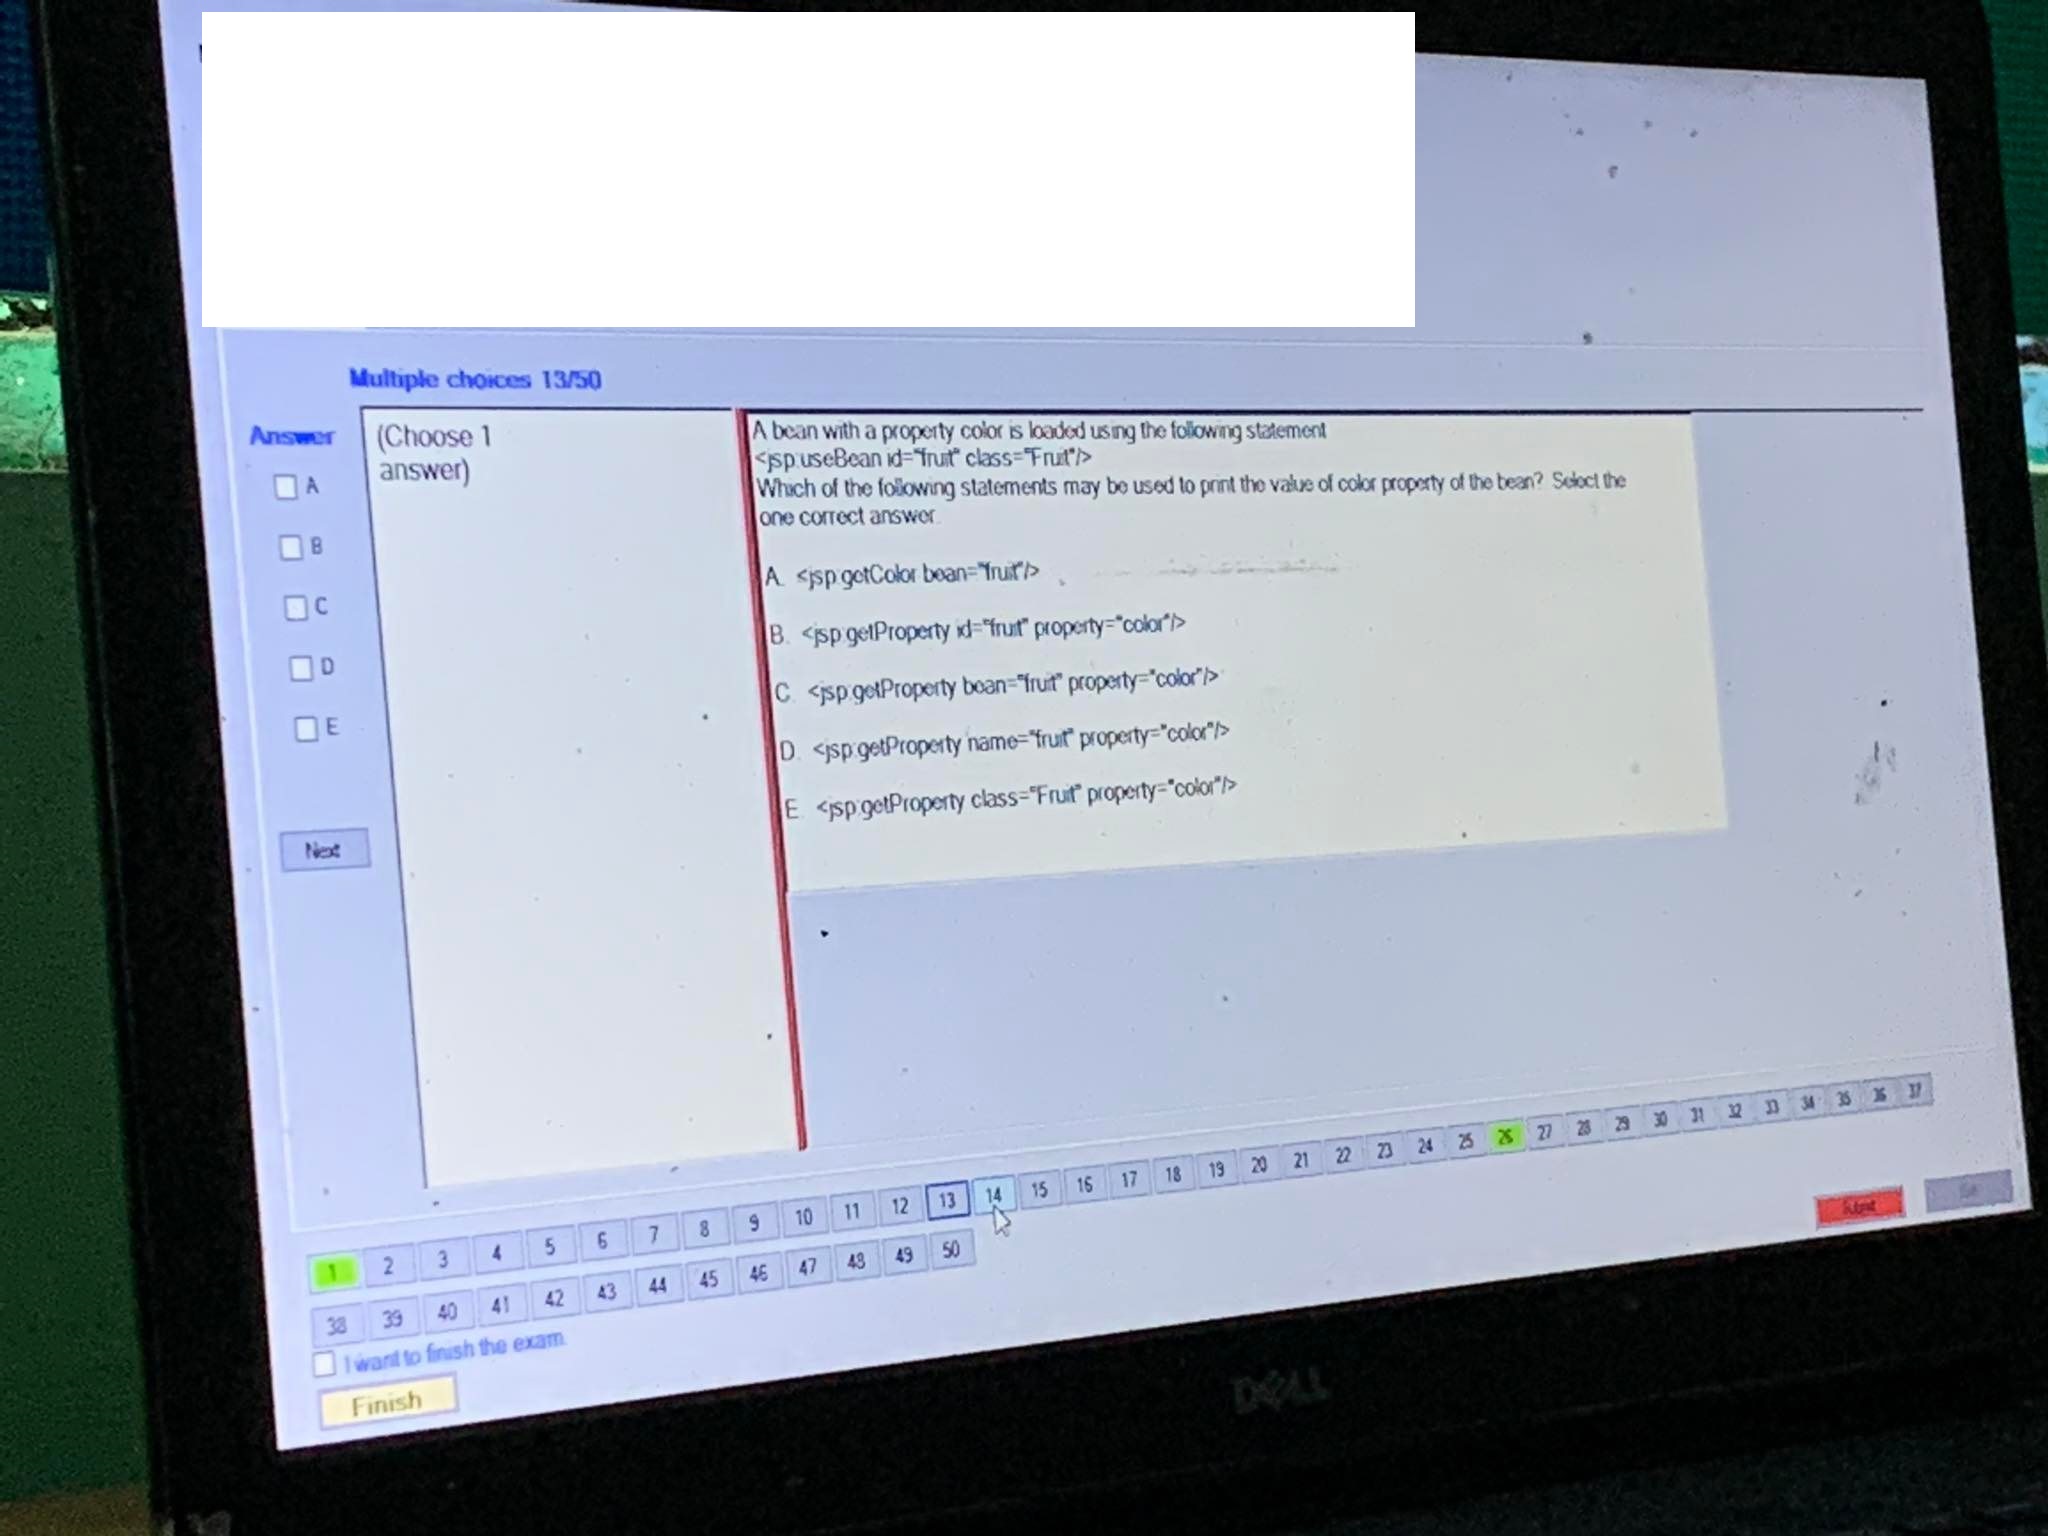 Multiple choices 13/50
Answer
A
B
C
D
E
Next
(Choose 1
answer)
A bean with a property color is loaded using the following statement
<jsp:useBean id="fruit" class="Fruit"/>
Which of the following statements may be used to print the value of color property of the bean? Select the
one correct answer.
A. <jsp:getColor bean="fruit"/>
B. <jsp:getProperty id="fruit" property="color"/>
C. <jsp:getProperty bean="fruit" property="color"/>
D. <jsp:getProperty name="fruit" property="color"/>
E. <jsp:getProperty class="Fruit" property="color"/>
1 2 3 4 5 6 7 8 9 10 11 12 13 14 15 16 17 18 19 20 21 22 23 24 25 26 27 28 29 30 31 32 33 34 35 36 37
38 39 40 41 42 43 44 45 46 47 48 49 50
I want to finish the exam.
Finish
DELL